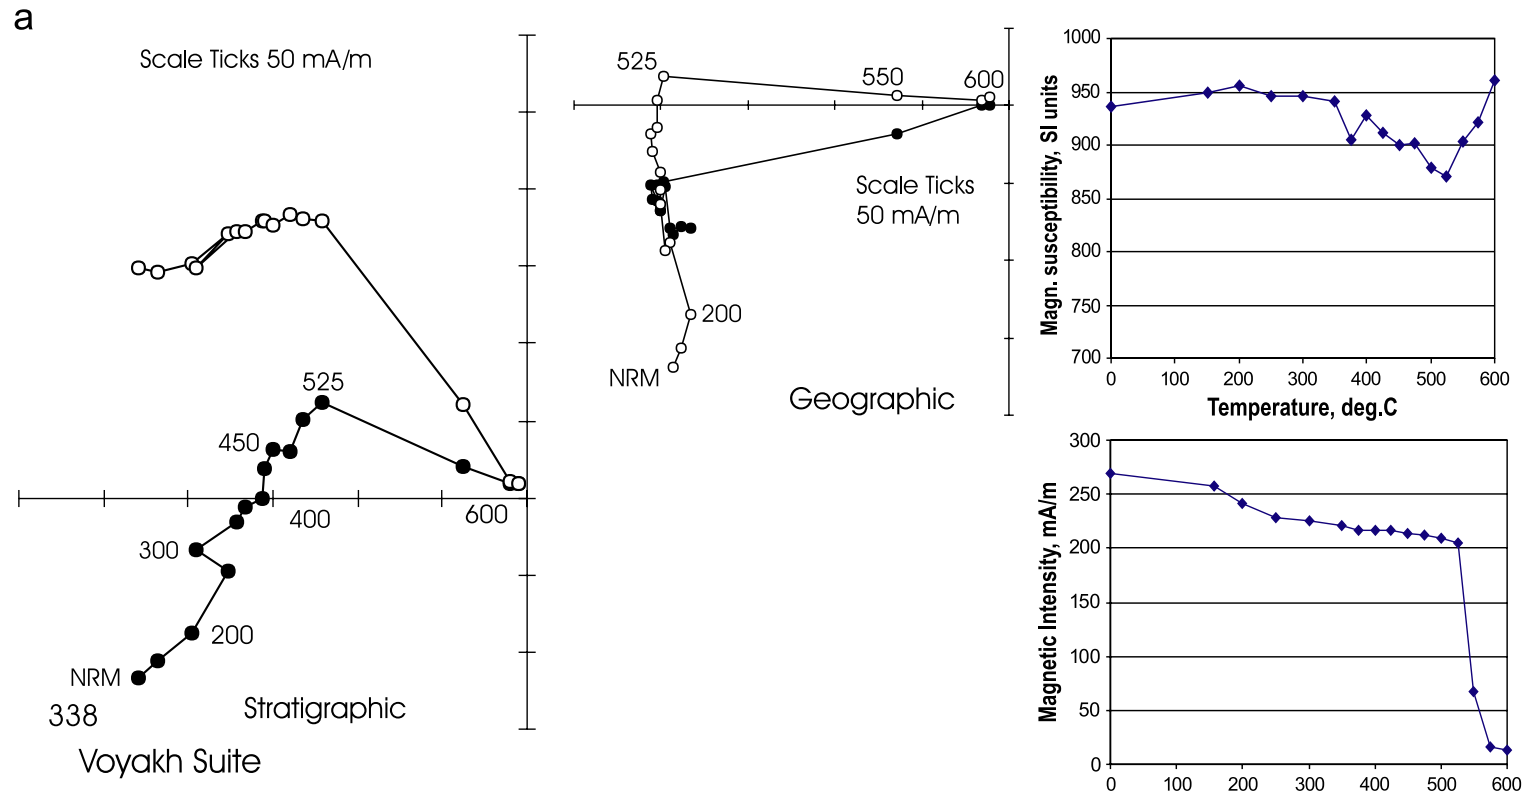 a
Scale Ticks 50 mA/m
525
450
400
600
300
200
NRM
338
Stratigraphic
Voyakh Suite
525
550
600
Scale Ticks
50 mA/m
200
NRM
Geographic
Magn. susceptibility, SI units
1000
950
900
850
800
750
700
0 100 200 300 400 500 600
Temperature, deg.C
Magnetic Intensity, mA/m
300
250
200
150
100
50
0
0 100 200 300 400 500 600